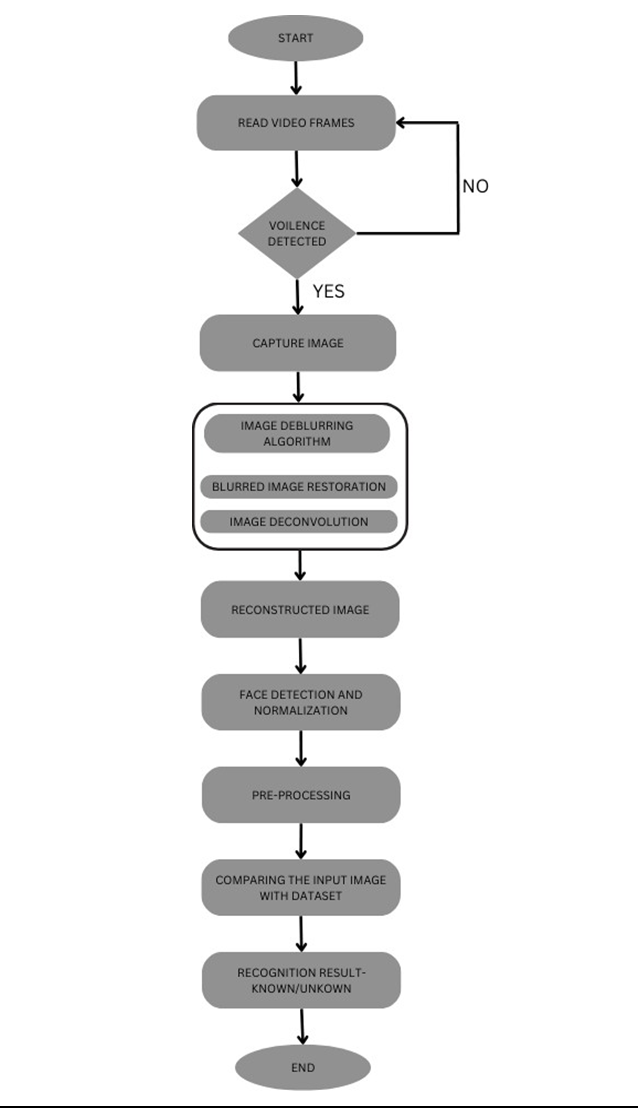 START
READ VIDEO FRAMES
NO
VOILENCE
DETECTED
YES
CAPTURE IMAGE
IMAGE DEBLURRING
ALGORITHM
BLURRED IMAGE RESTORATION
IMAGE DECONVOLUTION
RECONSTRUCTED IMAGE
FACE DETECTION AND
NORMALIZATION
PRE-PROCESSING
COMPARING THE INPUT IMAGE
WITH DATASET
RECOGNITION RESULT-
KNOWN/UNKOWN
END